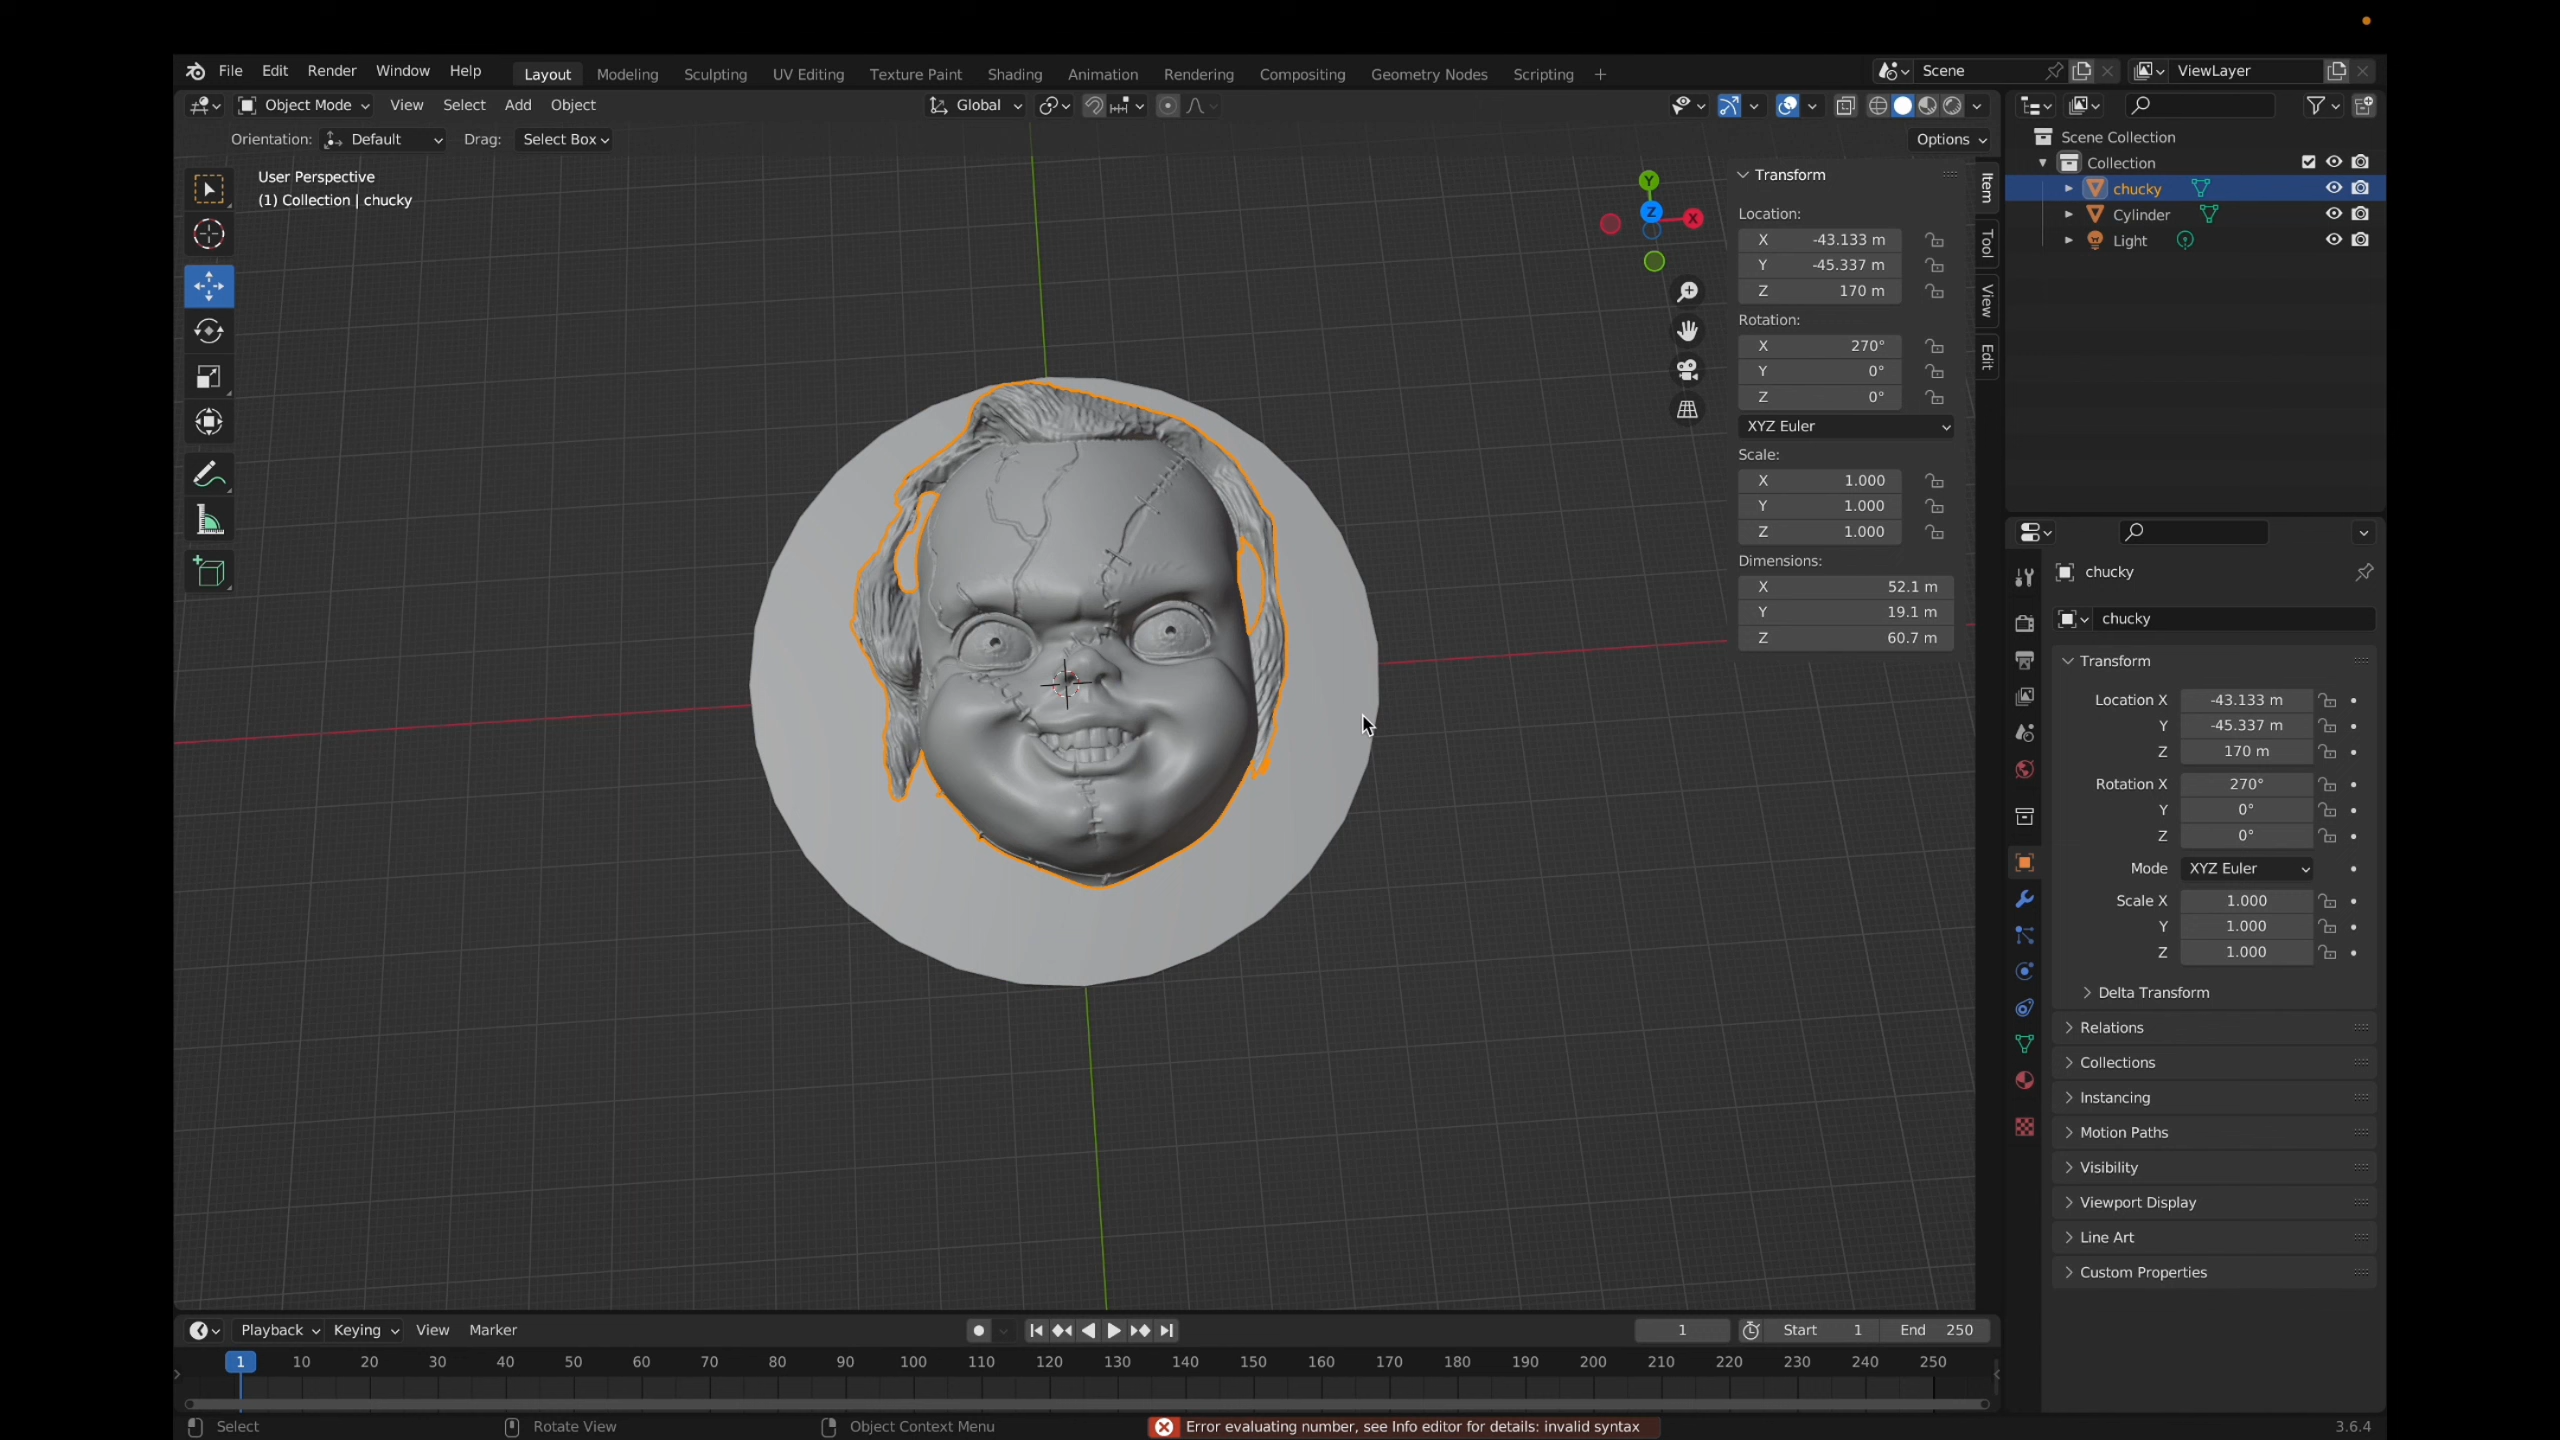 File Edit Render Window Help Layout Modeling Sculpting UV Editing Texture Paint Shading Animation Rendering Compositing Geometry Nodes Scripting + Scene ViewLayer
Object Mode View Select Add Object Global
Orientation: Default Drag: Select Box Options
User Perspective
(1) Collection | chucky
Y
Z
X
Transform
Location:
X -43.133 m
Y -45.337 m
Z 170 m
Rotation:
X 270°
Y 0°
Z 0°
XYZ Euler
Scale:
X 1.000
Y 1.000
Z 1.000
Dimensions:
X 52.1 m
Y 19.1 m
Z 60.7 m
Item
Tool
View
Edit
Scene Collection
Collection
chucky
Cylinder
Light
chucky
chucky
Transform
Location X -43.133 m
Y -45.337 m
Z 170 m
Rotation X 270°
Y 0°
Z 0°
Mode XYZ Euler
Scale X 1.000
Y 1.000
Z 1.000
Delta Transform
Relations
Collections
Instancing
Motion Paths
Visibility
Viewport Display
Line Art
Custom Properties
Playback Keying View Marker 1 Start 1 End 250
1 10 20 30 40 50 60 70 80 90 100 110 120 130 140 150 160 170 180 190 200 210 220 230 240 250
Select Rotate View Object Context Menu Error evaluating number, see Info editor for details: invalid syntax 3.6.4